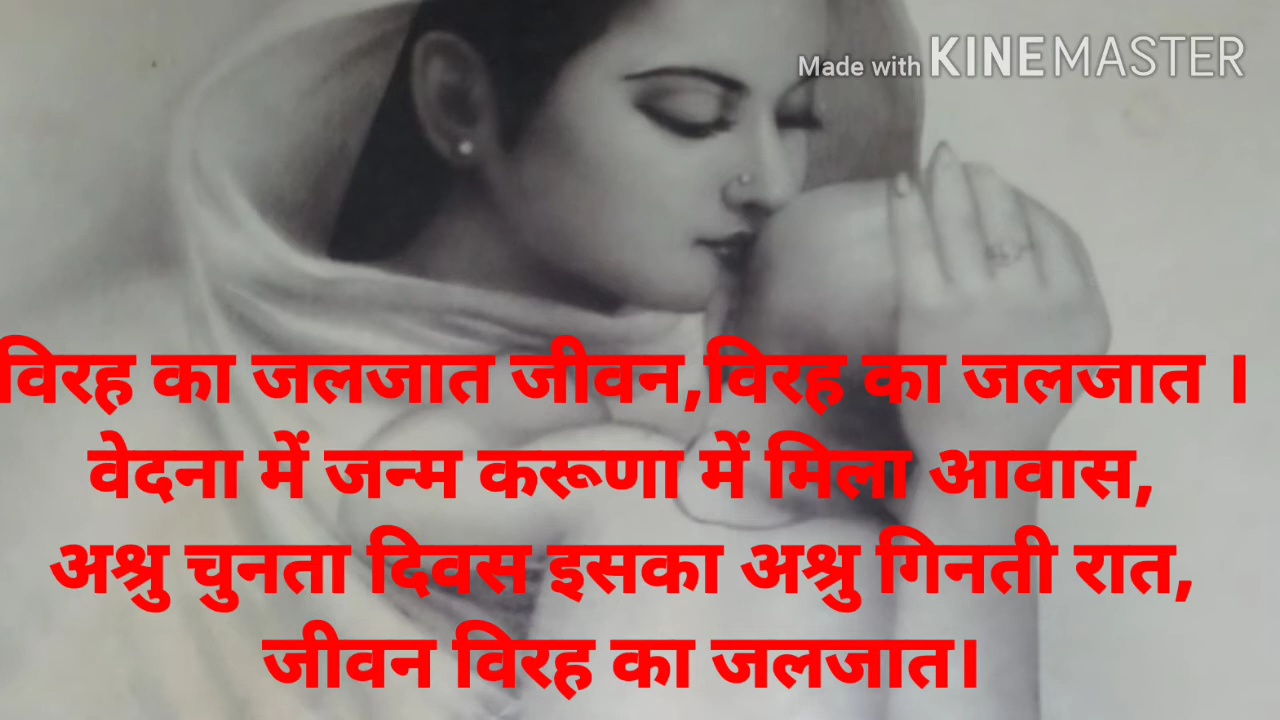 Made with KINEMASTER
विरह का जलजात जीवन,विरह का जलजात ।
वेदना में जन्म करूणा में मिला आवास,
अश्रु चुनता दिवस इसका अश्रु गिनती रात,
जीवन विरह का जलजात।